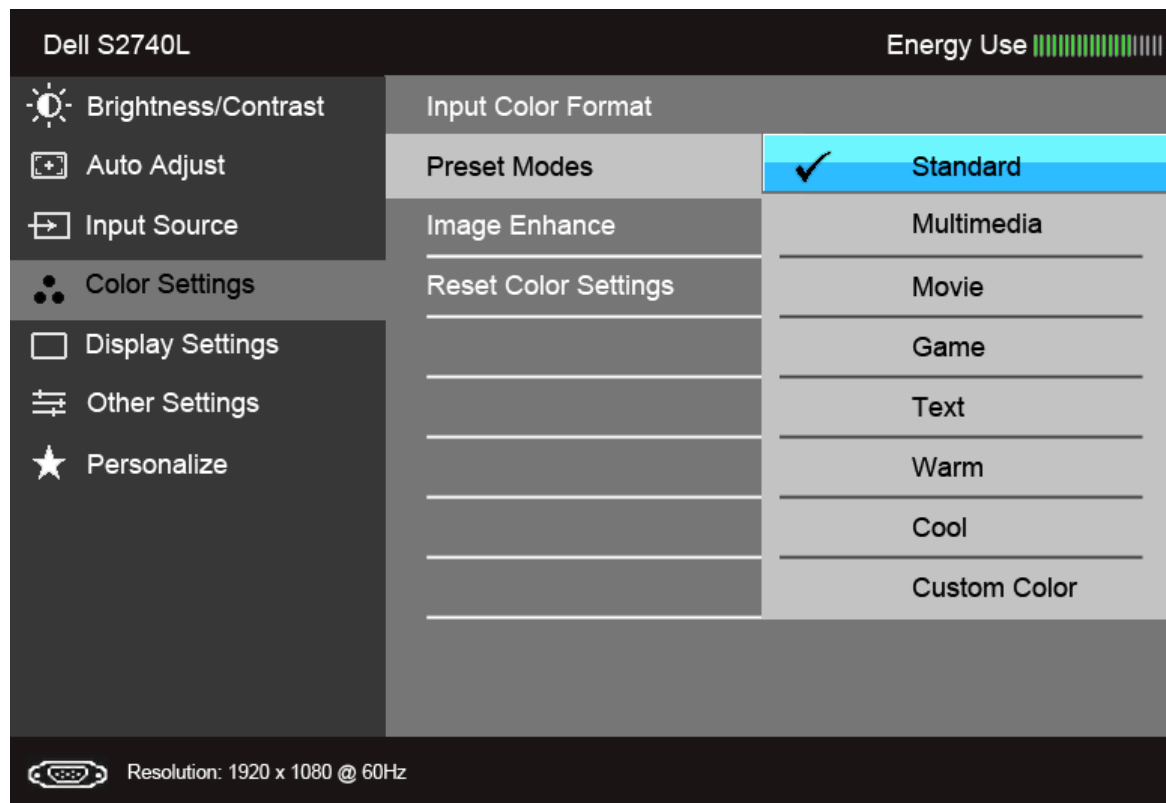 Dell S2740L
Energy Use
Brightness/Contrast
Auto Adjust
Input Source
Color Settings
Display Settings
Other Settings
Personalize
Input Color Format
Preset Modes
Image Enhance
Reset Color Settings
Standard
Multimedia
Movie
Game
Text
Warm
Cool
Custom Color
Resolution: 1920 x 1080 @ 60Hz